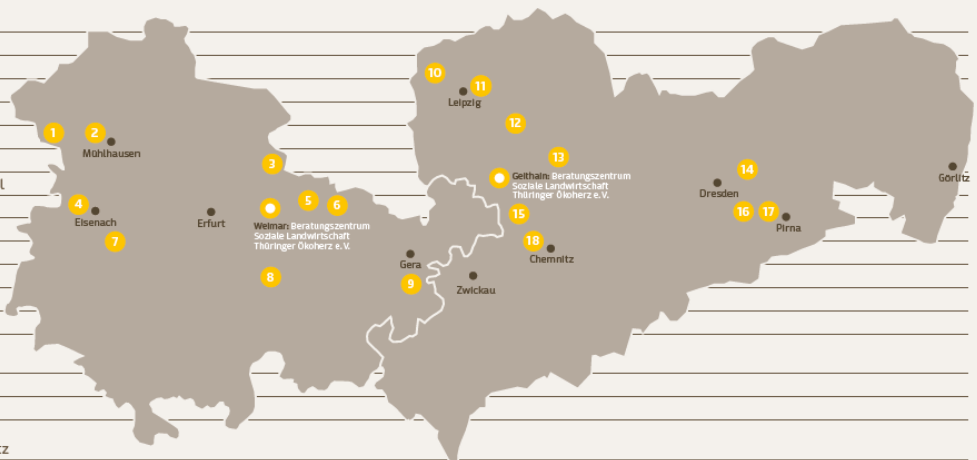 10
11
Leipzig
12
1
2
Mühlhausen
3
13
Geithain: Beratungszentrum
Soziale Landwirtschaft
Thüringer Ökoherz e.V.
14
Görlitz
Dresden
l
4
Eisenach
Erfurt
5
6
Weimar: Beratungszentrum
Soziale Landwirtschaft
Thüringer Ökoherz e.V.
15
16
17
Pirna
7
18
Chemnitz
Gera
8
9
Zwickau
tz